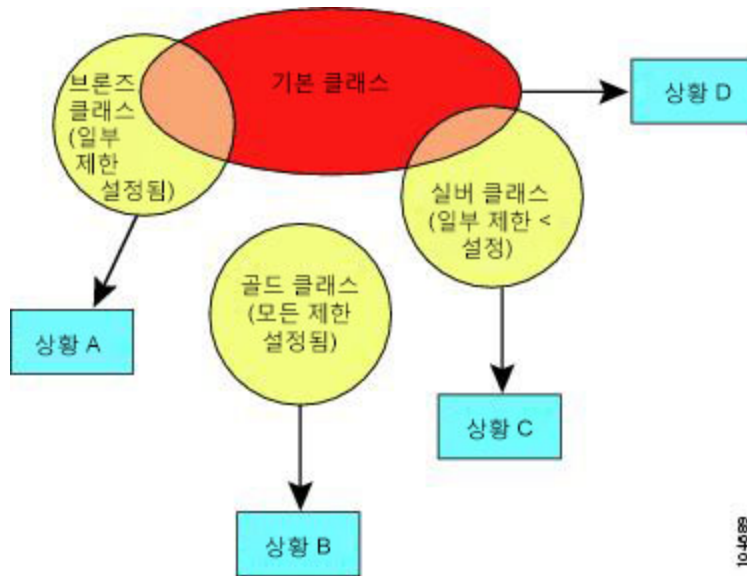 브론즈
클래스
(일부
제한
설정됨)
기본 클래스
상황 D
실버 클래스
(일부 제한 <
설정)
골드 클래스
(모든 제한
설정됨)
상황 A
상황 C
상황 B
104689